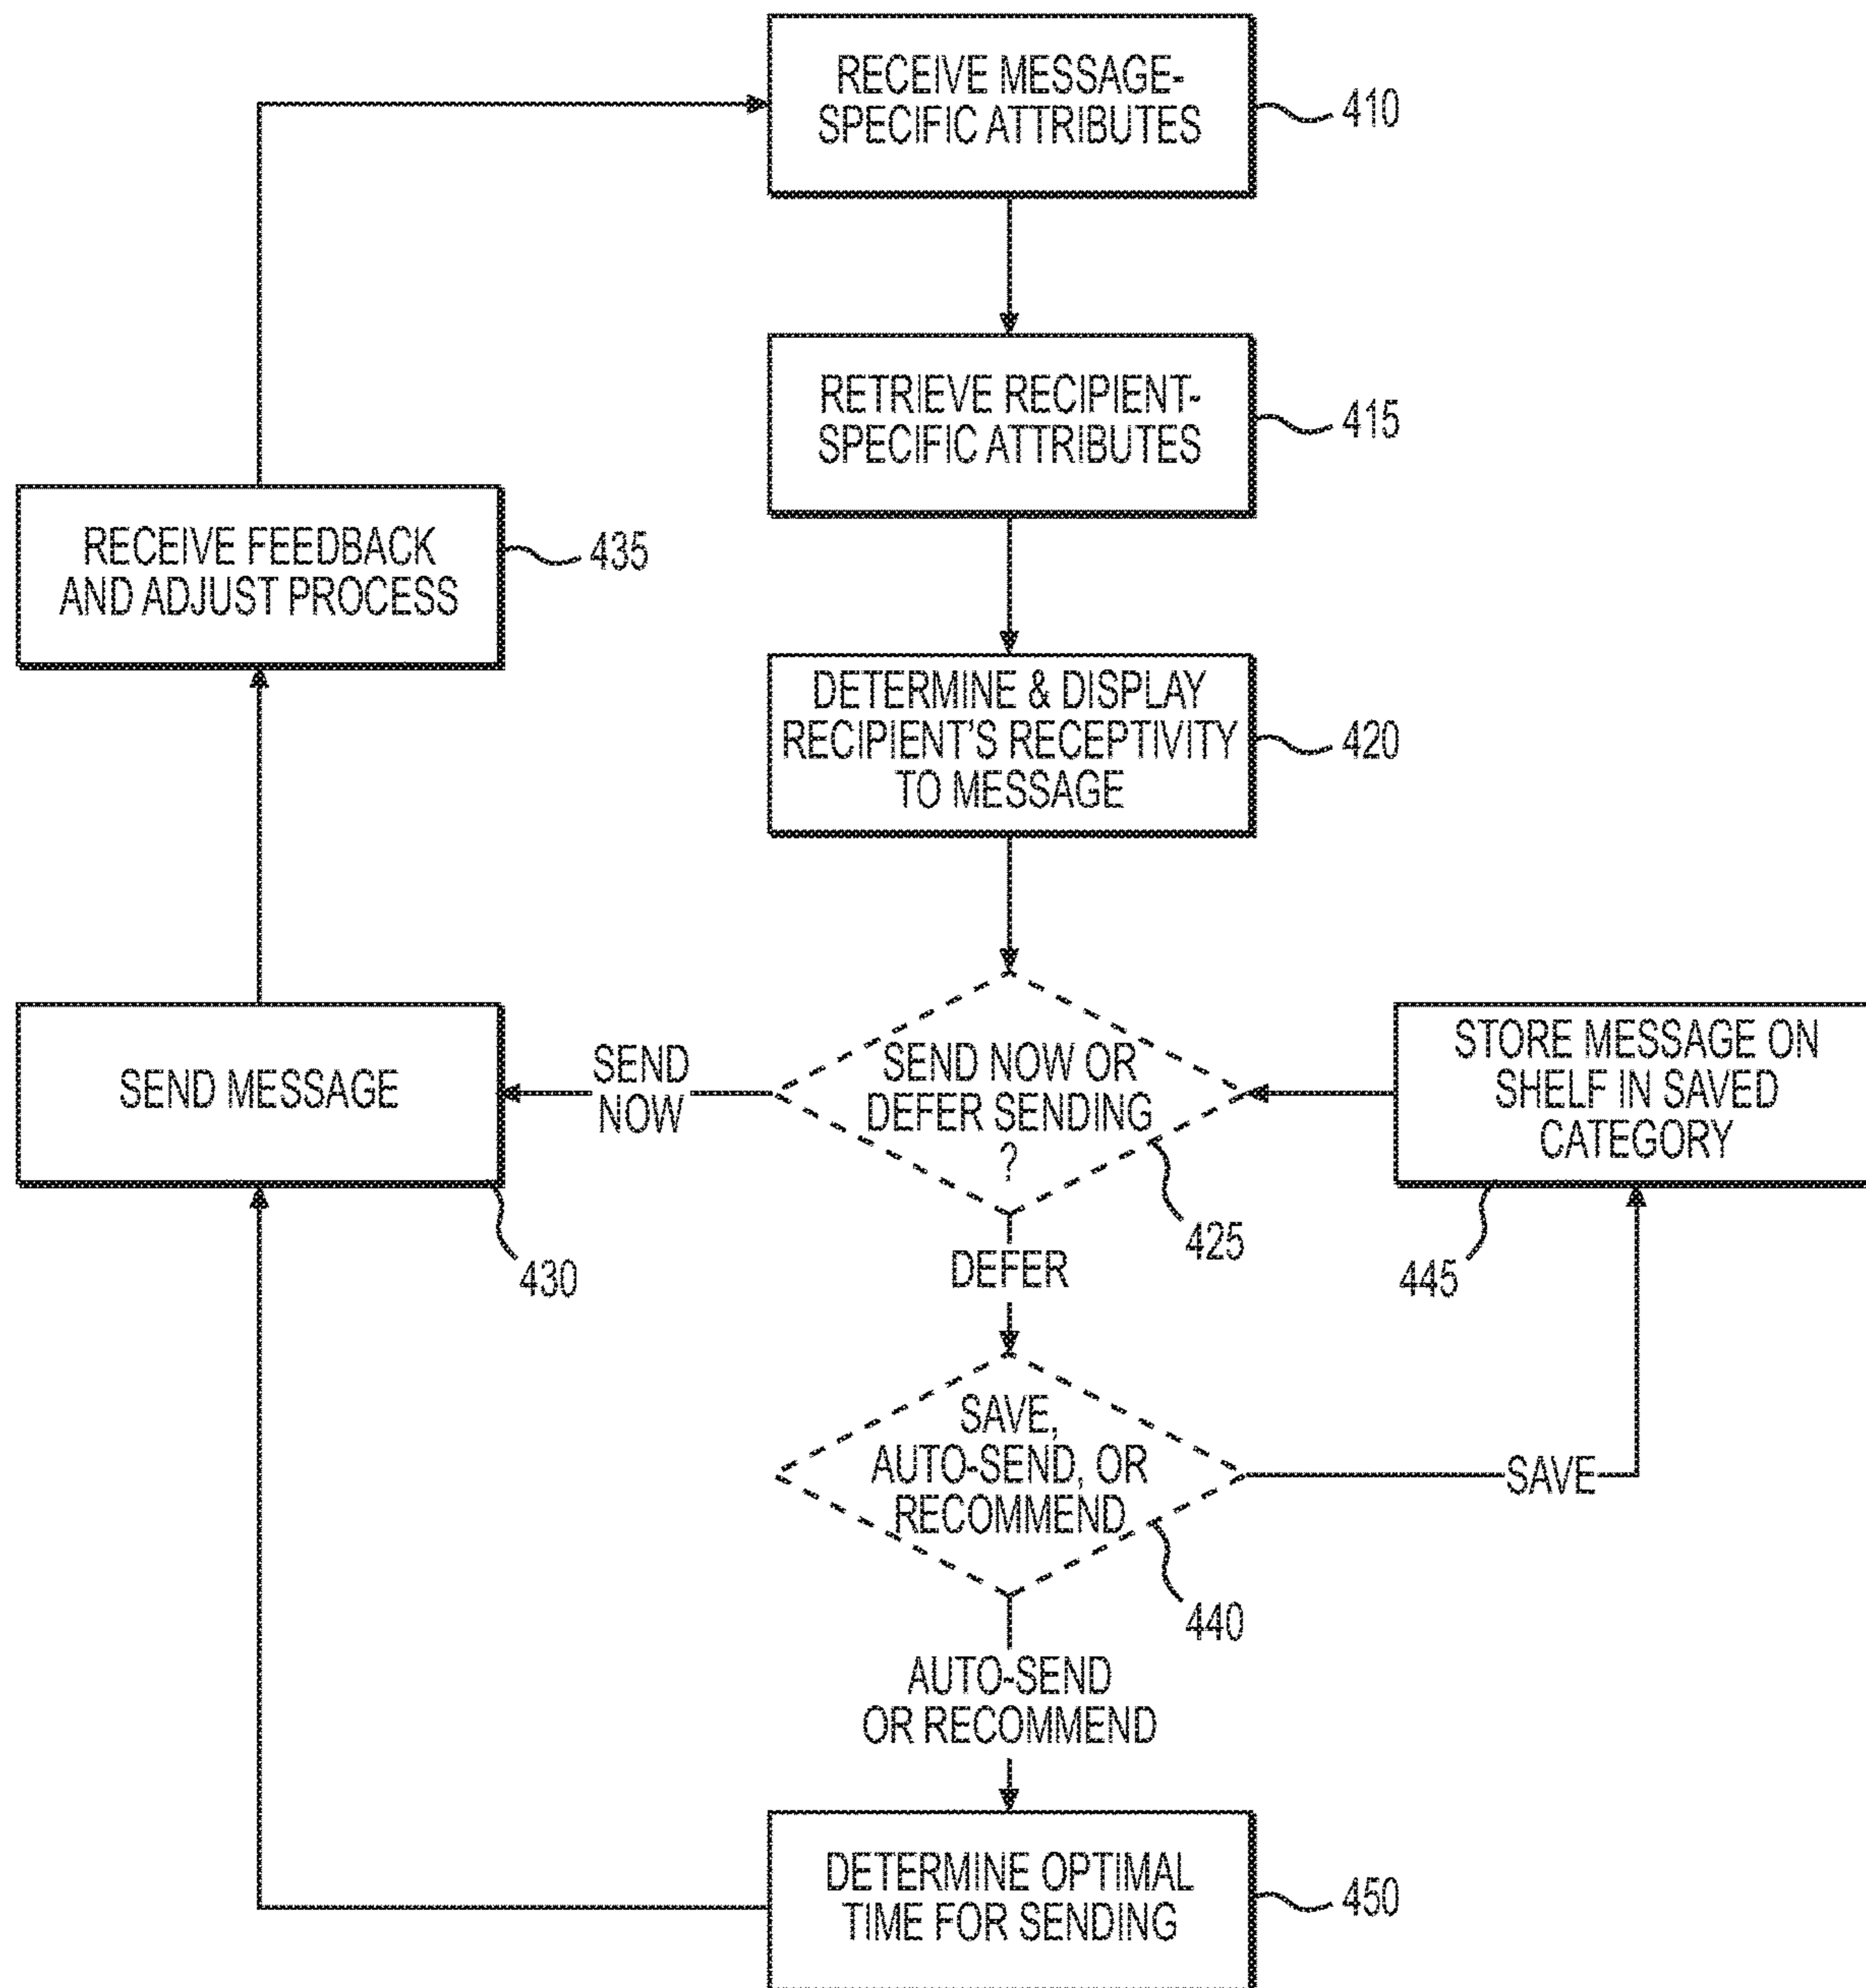 RECEIVE MESSAGE-
SPECIFIC ATTRIBUTES
410
RETRIEVE RECIPIENT-
SPECIFIC ATTRIBUTES
415
RECEIVE FEEDBACK
AND ADJUST PROCESS
435
DETERMINE & DISPLAY
RECIPIENT'S RECEPTIVITY
TO MESSAGE
420
SEND MESSAGE
430
SEND
NOW
SEND NOW OR
DEFER SENDING
?
425
STORE MESSAGE ON
SHELF IN SAVED
CATEGORY
445
DEFER
SAVE,
AUTO-SEND, OR
RECOMMEND
440
SAVE
AUTO-SEND
OR RECOMMEND
DETERMINE OPTIMAL
TIME FOR SENDING
450